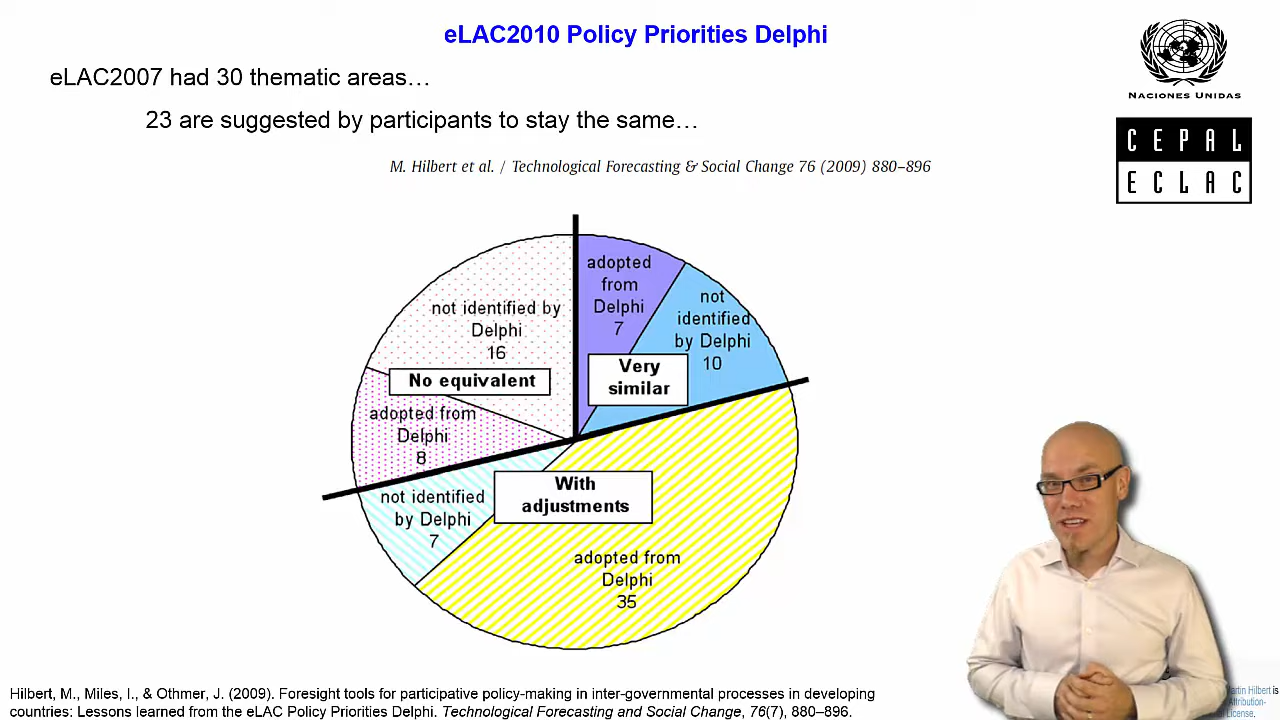 eLAC2010 Policy Priorities Delphi
eLAC2007 had 30 thematic areas…
23 are suggested by participants to stay the same…
NACIONES UNIDAS
CEPAL
ECLAC
M. Hilbert et al. / Technological Forecasting & Social Change 76 (2009) 880–896
not identified by
Delphi
16
No equivalent
adopted from
Delphi
8
adopted
from
Delphi
7
not
identified
by Delphi
10
Very
similar
not identified
by Delphi
7
With
adjustments
adopted from
Delphi
35
Hilbert, M., Miles, I., & Othmer, J. (2009). Foresight tools for participative policy-making in inter-governmental processes in developing
countries: Lessons learned from the eLAC Policy Priorities Delphi. Technological Forecasting and Social Change, 76(7), 880–896.
Martin Hilbert is
Attribution-
License.